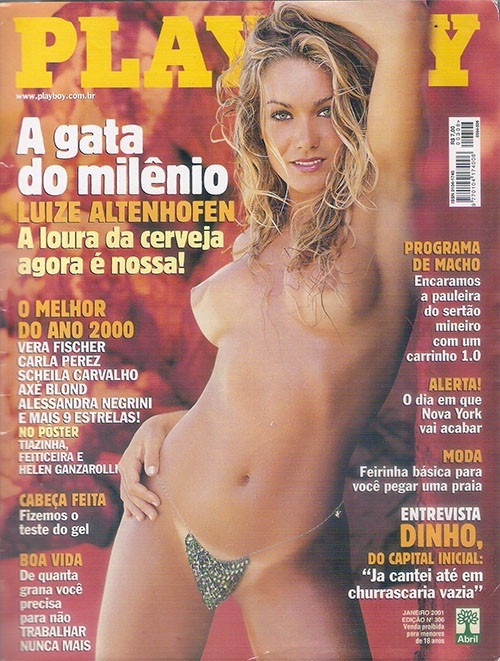 PLAYBOY
www.playboy.com.br
A gata
do milênio
LUIZE ALTENHOFEN
A loura da cerveja
agora é nossa!
O MELHOR
DO ANO 2000
VERA FISCHER
CARLA PEREZ
SCHEILA CARVALHO
AXÉ BLOND
ALESSANDRA NEGRINI
E MAIS 9 ESTRELAS!
NO PÔSTER
TIAZINHA,
FEITICEIRA e
HELEN GANZAROLLI
CABEÇA FEITA
Fizemos o
teste do gel
BOA VIDA
De quanta
grana você
precisa
para não
TRABALHAR
NUNCA MAIS
R$ 7,00
PROGRAMA
DE MACHO
Encaramos
a pauleira
do sertão
mineiro
com um
carrinho 1.0
ALERTA!
O dia em que
Nova York
vai acabar
MODA
Feirinha básica para
você pegar uma praia
ENTREVISTA
DINHO,
DO CAPITAL INICIAL:
“Ja cantei até em
churrascaria vazia”
JANEIRO 2001
EDIÇÃO Nº 306
Venda proibida
para menores
de 18 anos
Abril